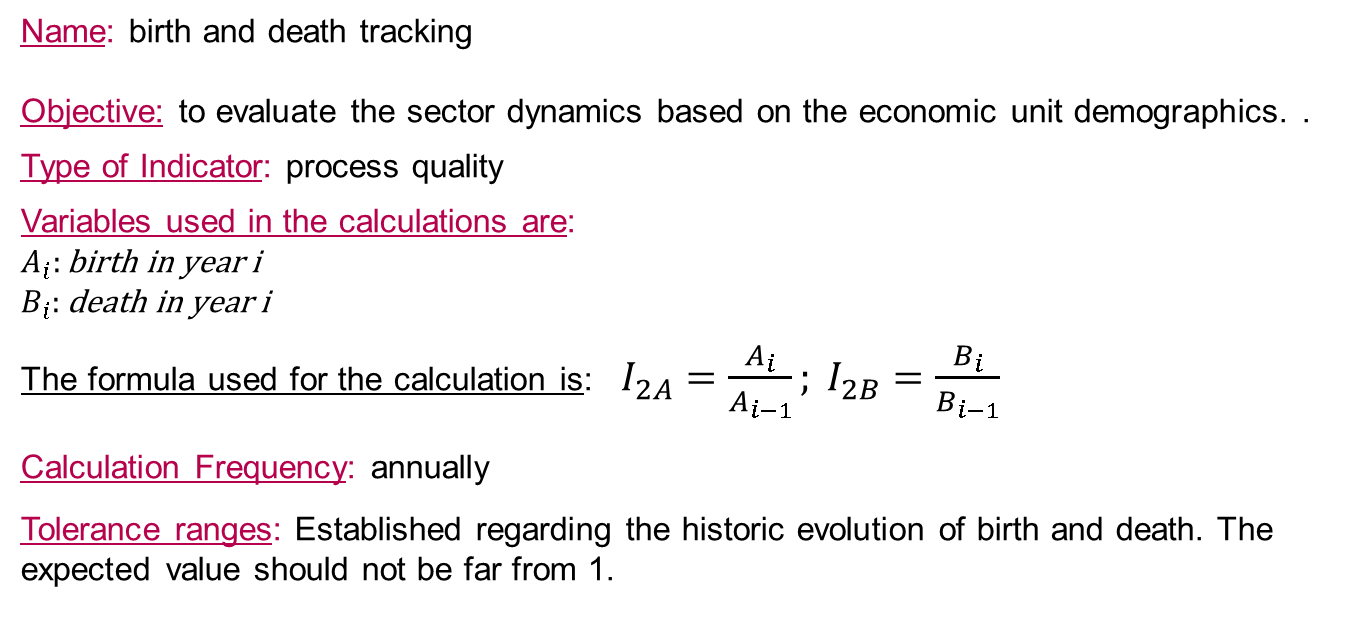 Name: birth and death tracking
Objective: to evaluate the sector dynamics based on the economic unit demographics. .
Type of Indicator: process quality
Variables used in the calculations are:
Aᵢ: birth in year i
Bᵢ: death in year i
The formula used for the calculation is: I₂A = Aᵢ / Aᵢ₋₁ ; I₂B = Bᵢ / Bᵢ₋₁
Calculation Frequency: annually
Tolerance ranges: Established regarding the historic evolution of birth and death. The
expected value should not be far from 1.